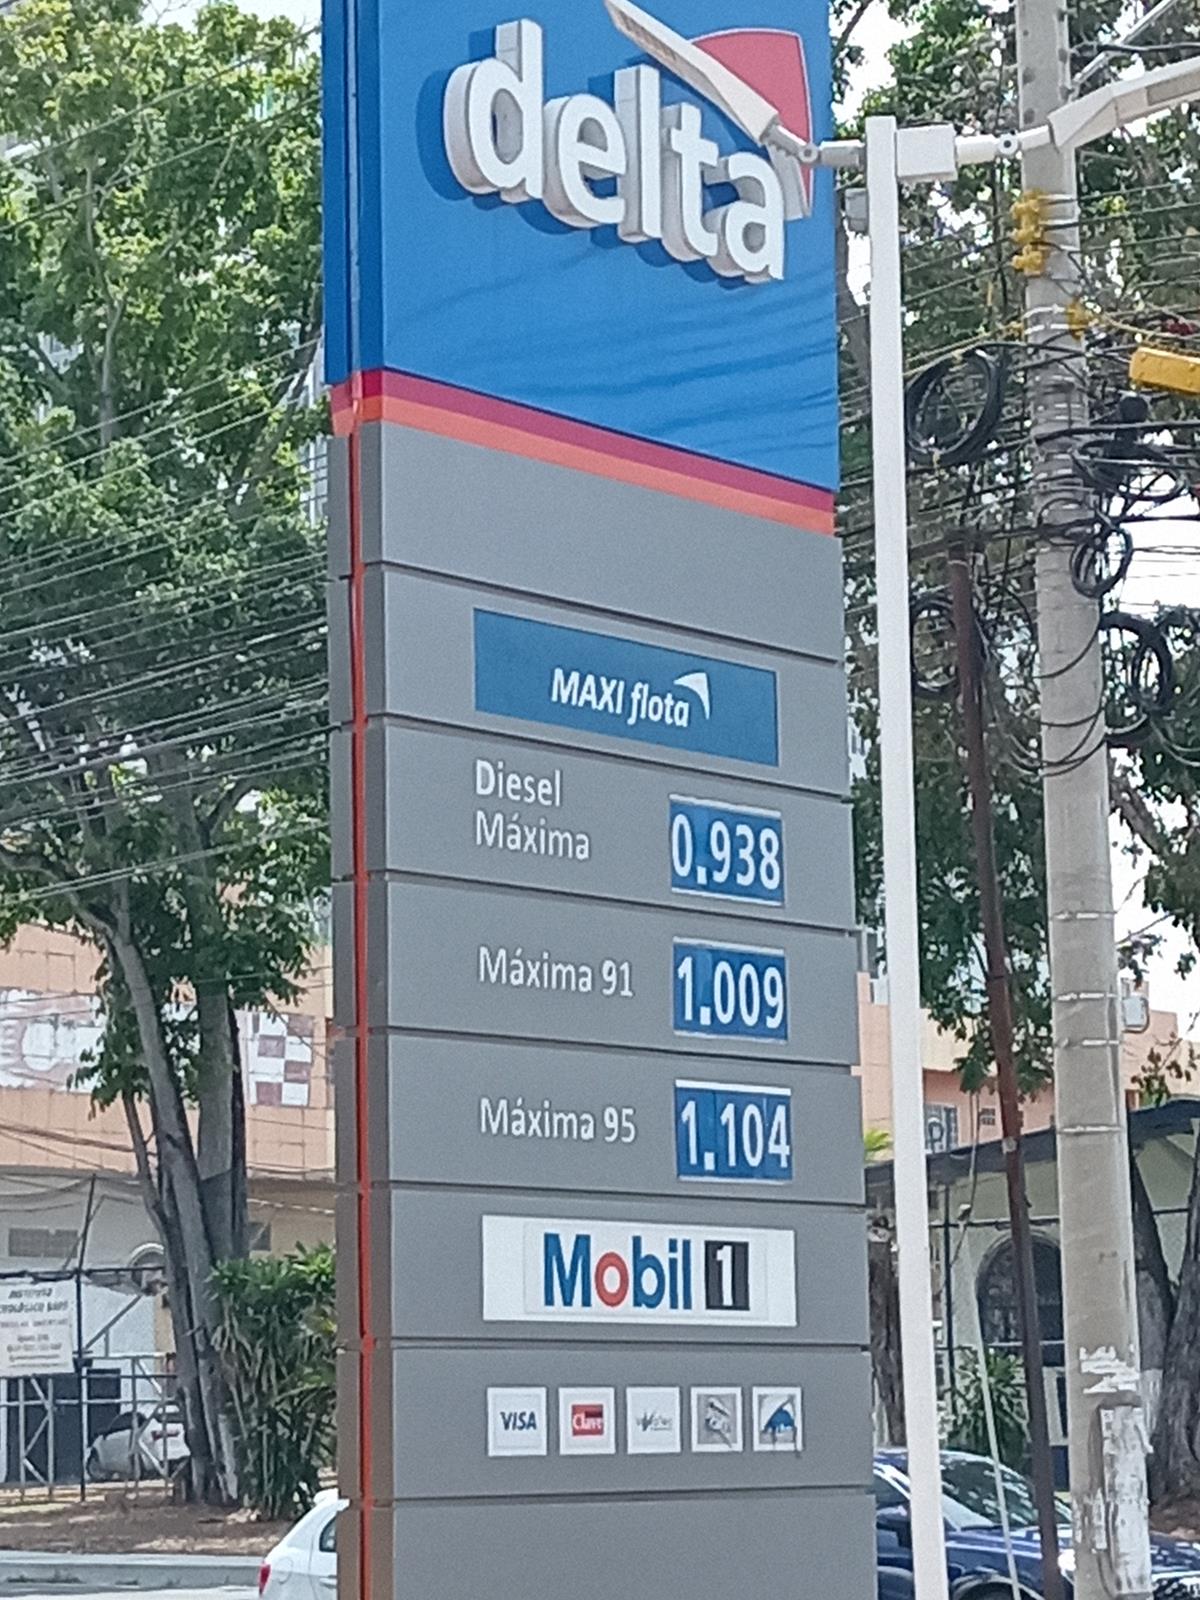 delta
MAXI flota
Diesel
Máxima
0.938
Máxima 91
1.009
Máxima 95
1.104
Mobil 1
VISA
Clave